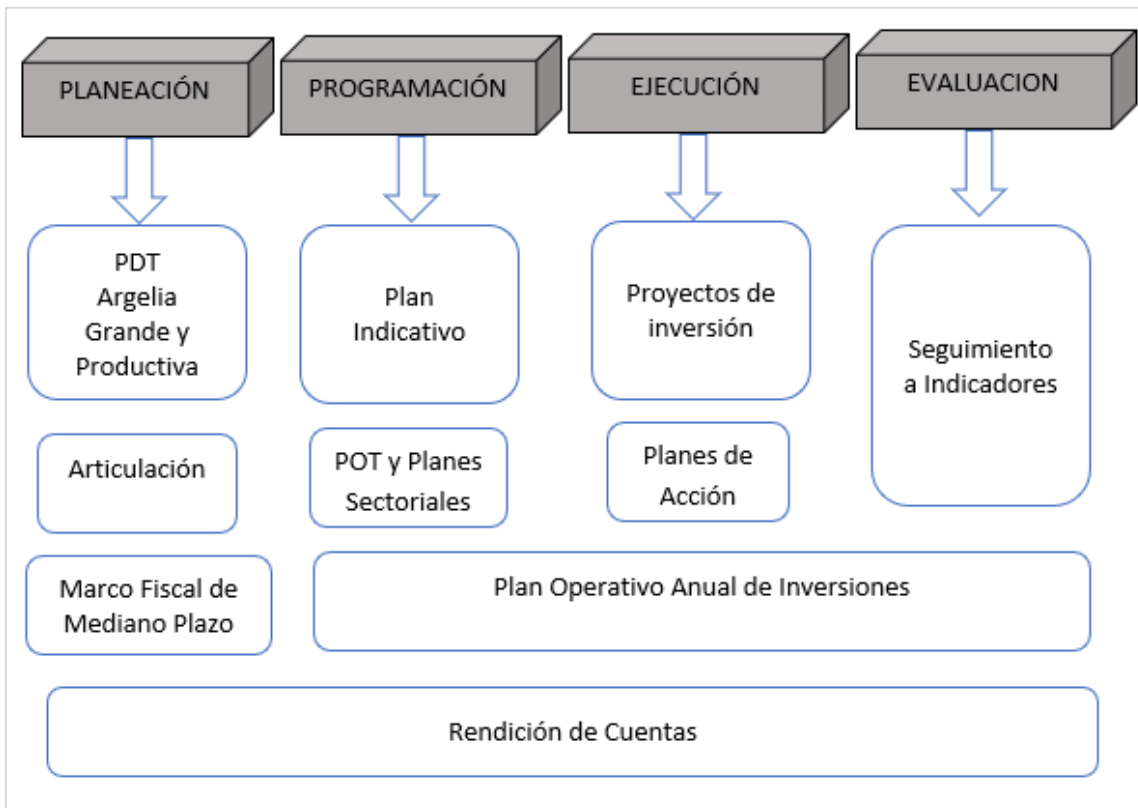 PLANEACIÓN
PROGRAMACIÓN
EJECUCIÓN
EVALUACION
PDT
Argelia
Grande y
Productiva
Plan
Indicativo
Proyectos de
inversión
Seguimiento
a Indicadores
Articulación
POT y Planes
Sectoriales
Planes de
Acción
Marco Fiscal de
Mediano Plazo
Plan Operativo Anual de Inversiones
Rendición de Cuentas